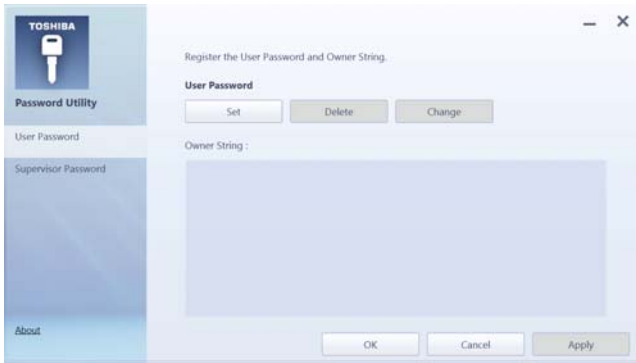 TOSHIBA
Password Utility
User Password
Supervisor Password
About
Register the User Password and Owner String.
User Password
Set Delete Change
Owner String :
OK Cancel Apply